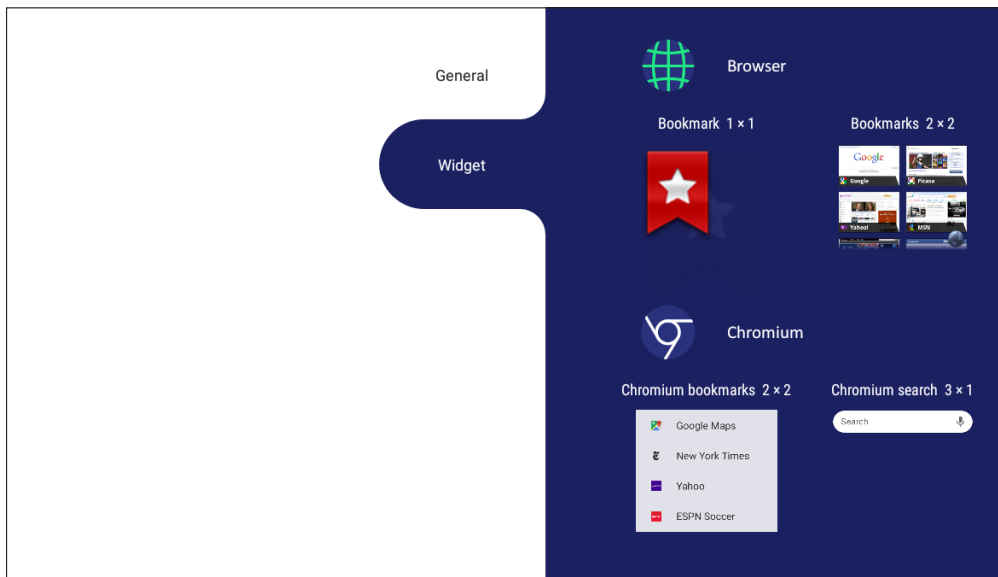 General
Widget
Browser
Bookmark 1 × 1
Bookmarks 2 × 2
Google
Google
Picasa
Yahoo!
MSN
Chromium
Chromium bookmarks 2 × 2
Chromium search 3 × 1
Google Maps
Search
New York Times
Yahoo
ESPN Soccer